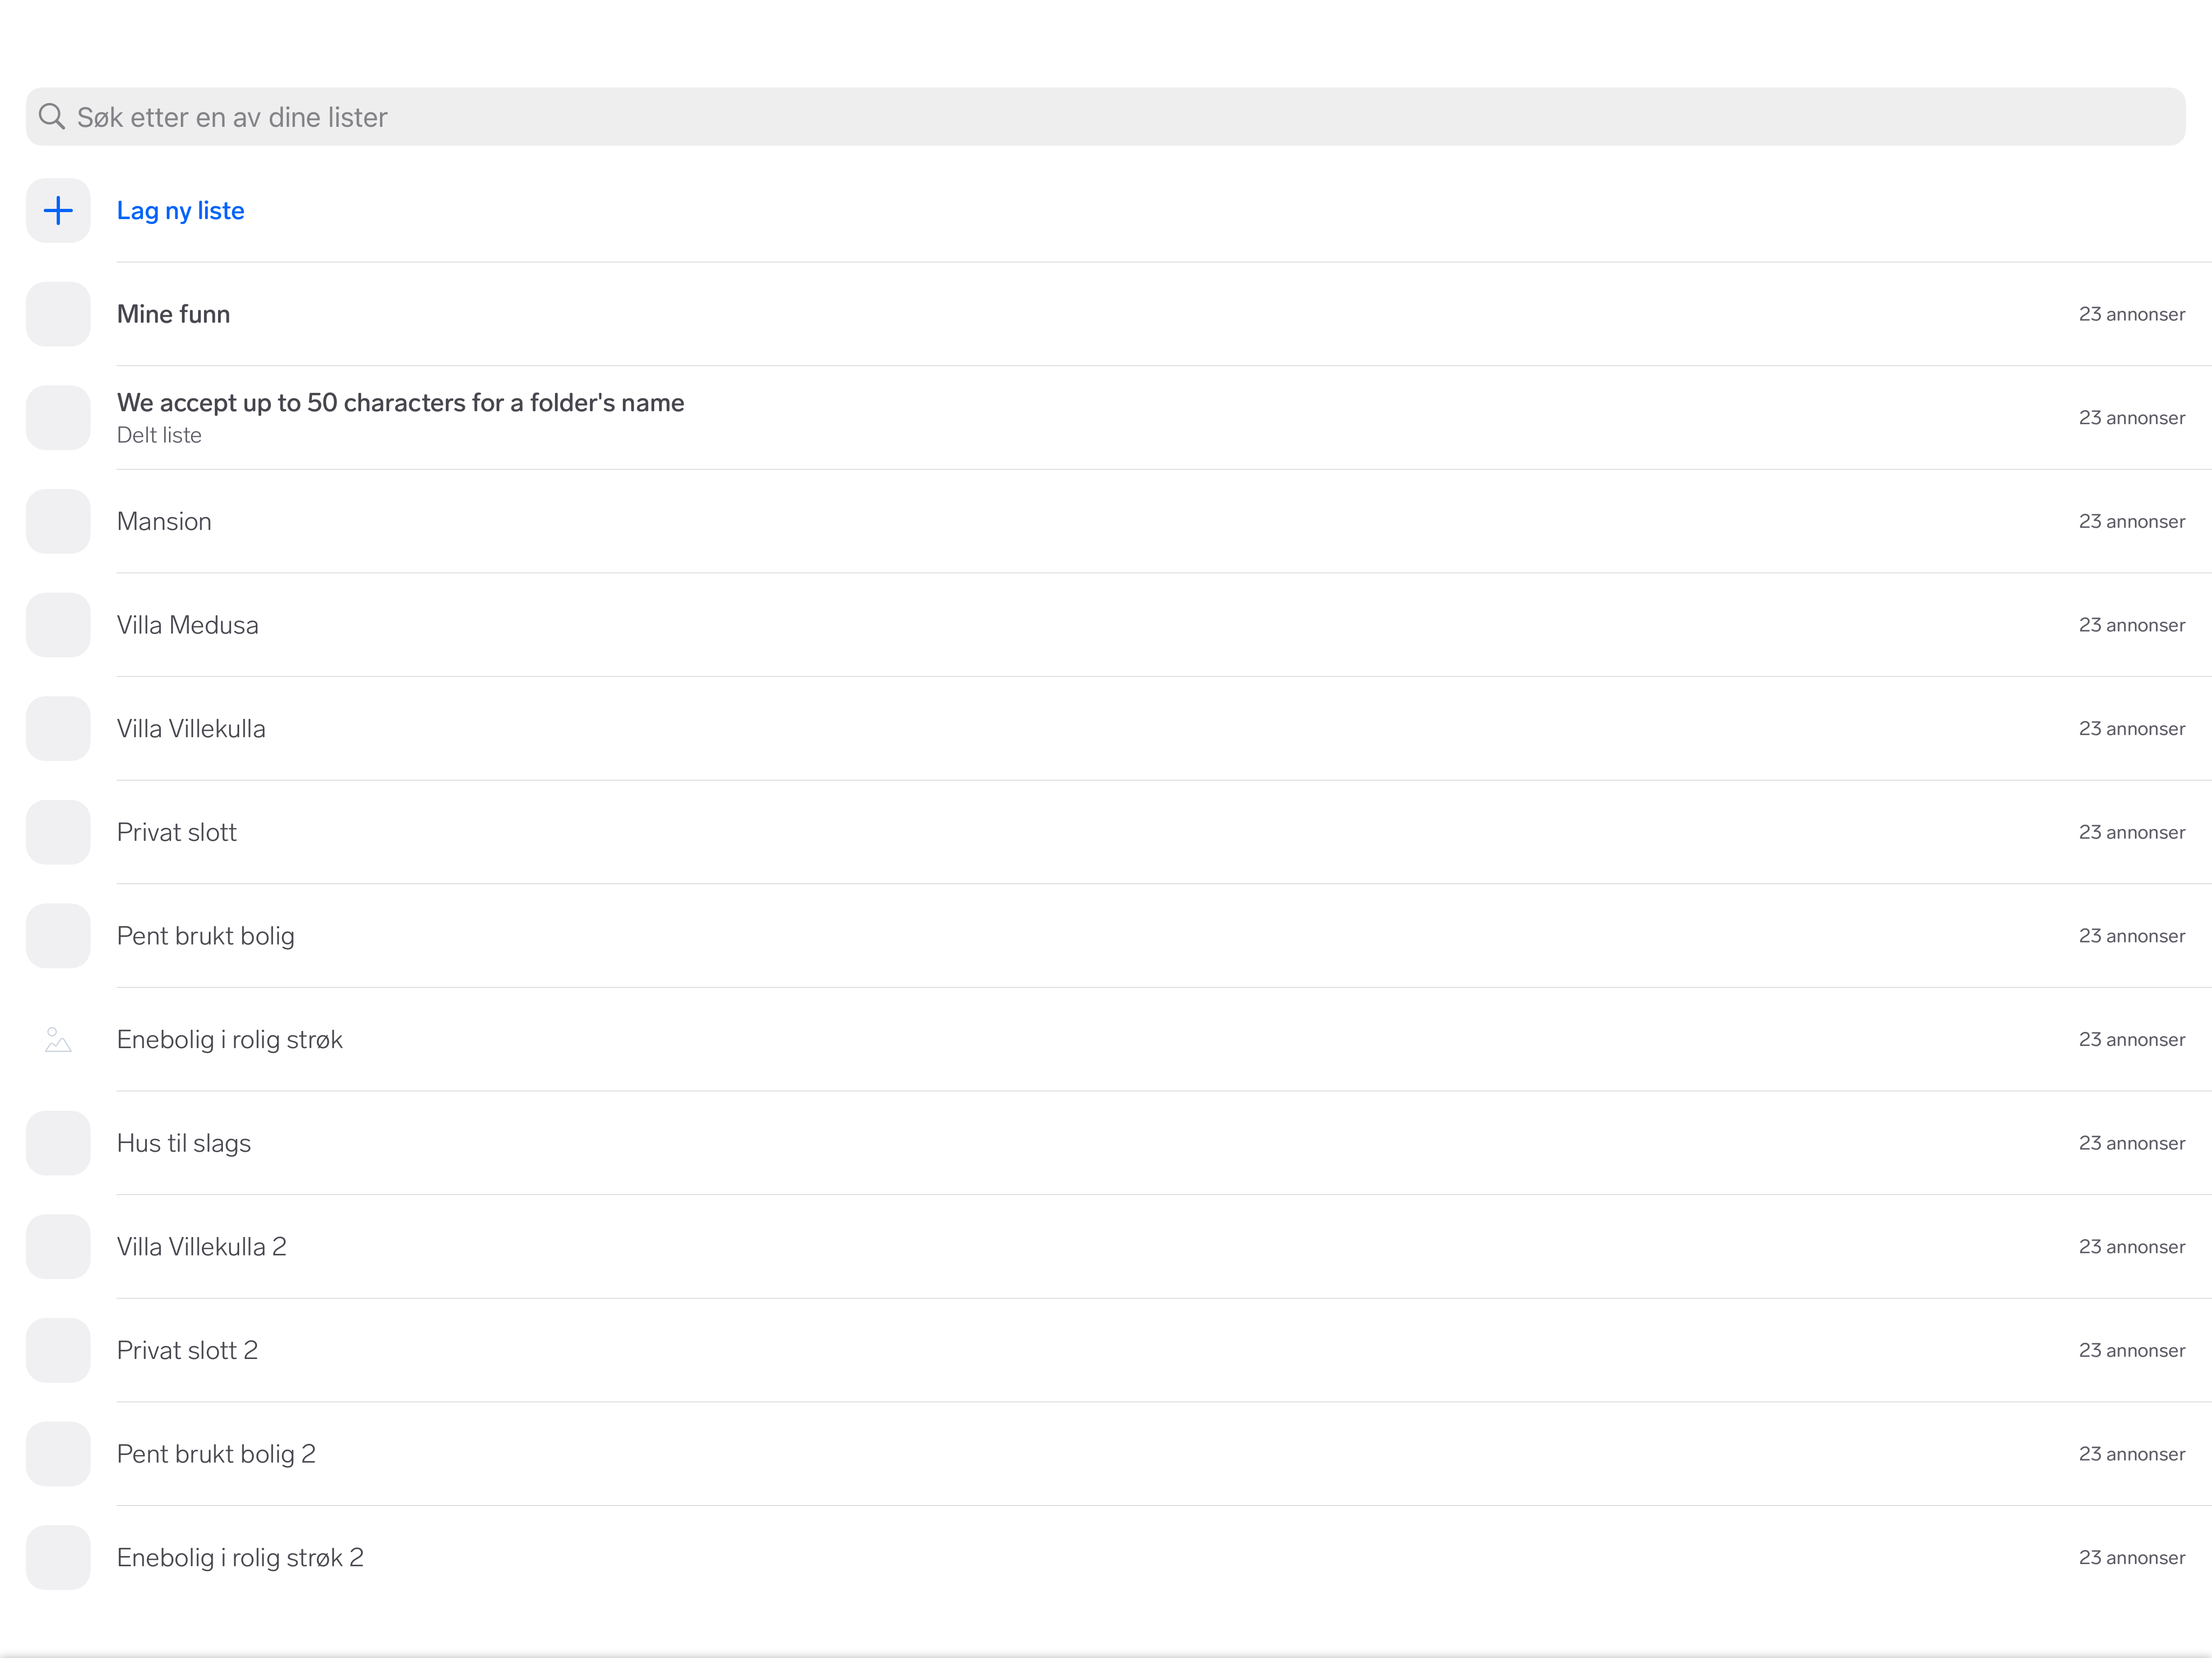 Søk etter en av dine lister
Lag ny liste
Mine funn
23 annonser
We accept up to 50 characters for a folder's name
Delt liste
23 annonser
Mansion
23 annonser
Villa Medusa
23 annonser
Villa Villekulla
23 annonser
Privat slott
23 annonser
Pent brukt bolig
23 annonser
Enebolig i rolig strøk
23 annonser
Hus til slags
23 annonser
Villa Villekulla 2
23 annonser
Privat slott 2
23 annonser
Pent brukt bolig 2
23 annonser
Enebolig i rolig strøk 2
23 annonser